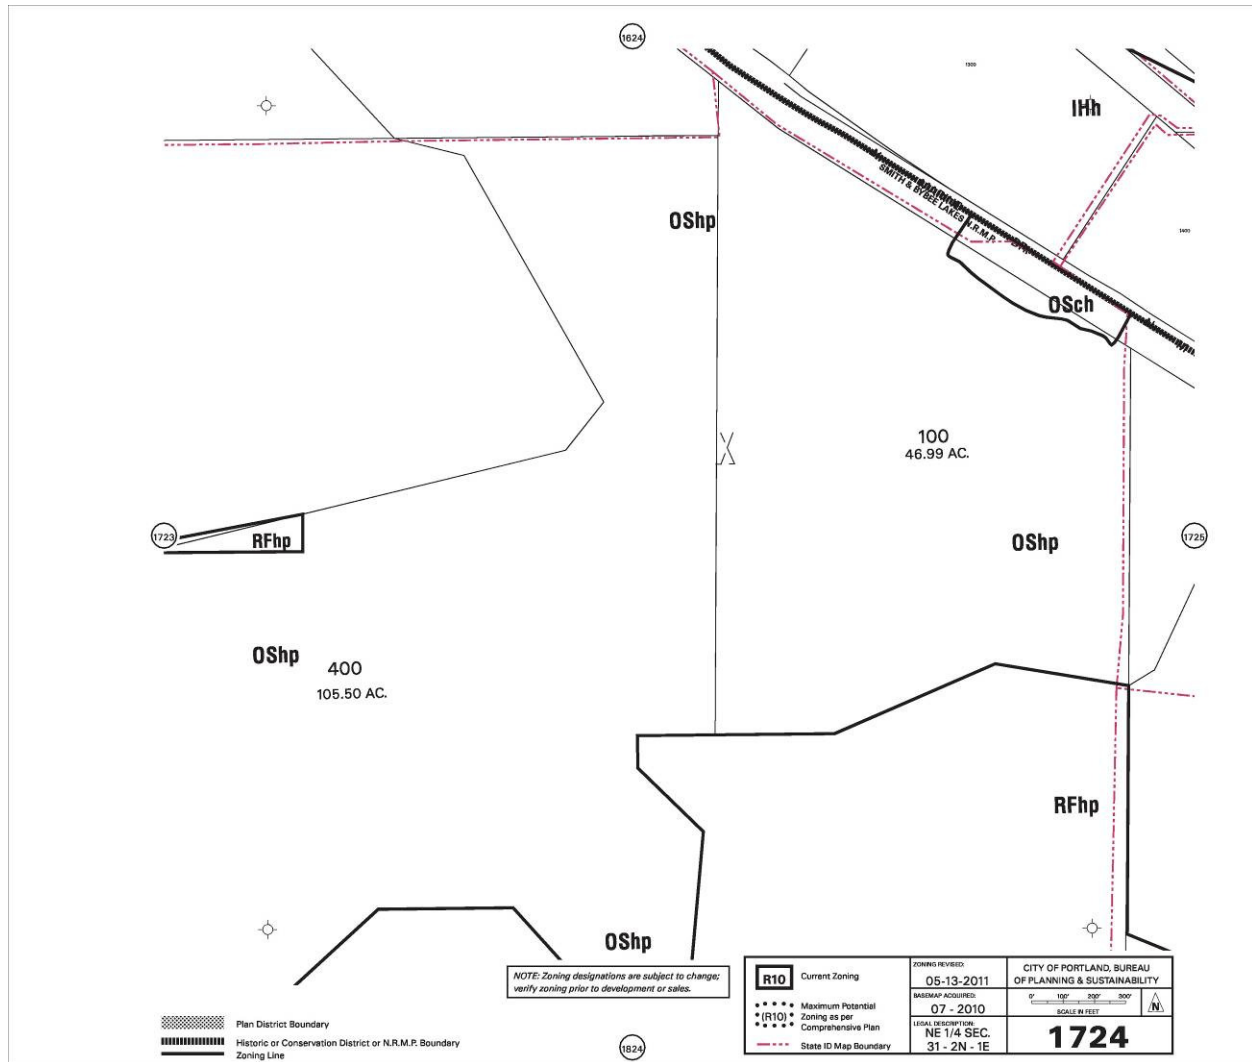 1624
1300
IHh
SMITH & BYBEE LAKES N.R.M.P.
OShp
1400
OSch
100
46.99 AC.
1723
RFhp
OShp
1725
OShp
400
105.50 AC.
RFhp
OShp
NOTE: Zoning designations are subject to change;
verify zoning prior to development or sales.
Plan District Boundary
Historic or Conservation District or N.R.M.P. Boundary
Zoning Line
1824
R10
Current Zoning
(R10)
Maximum Potential
Zoning as per
Comprehensive Plan
State ID Map Boundary
ZONING REVISED:
05-13-2011
BASEMAP ACQUIRED:
07 - 2010
LEGAL DESCRIPTION:
NE 1/4 SEC.
31 - 2N - 1E
CITY OF PORTLAND, BUREAU
OF PLANNING & SUSTAINABILITY
0' 100' 200' 300'
SCALE IN FEET
N
1724